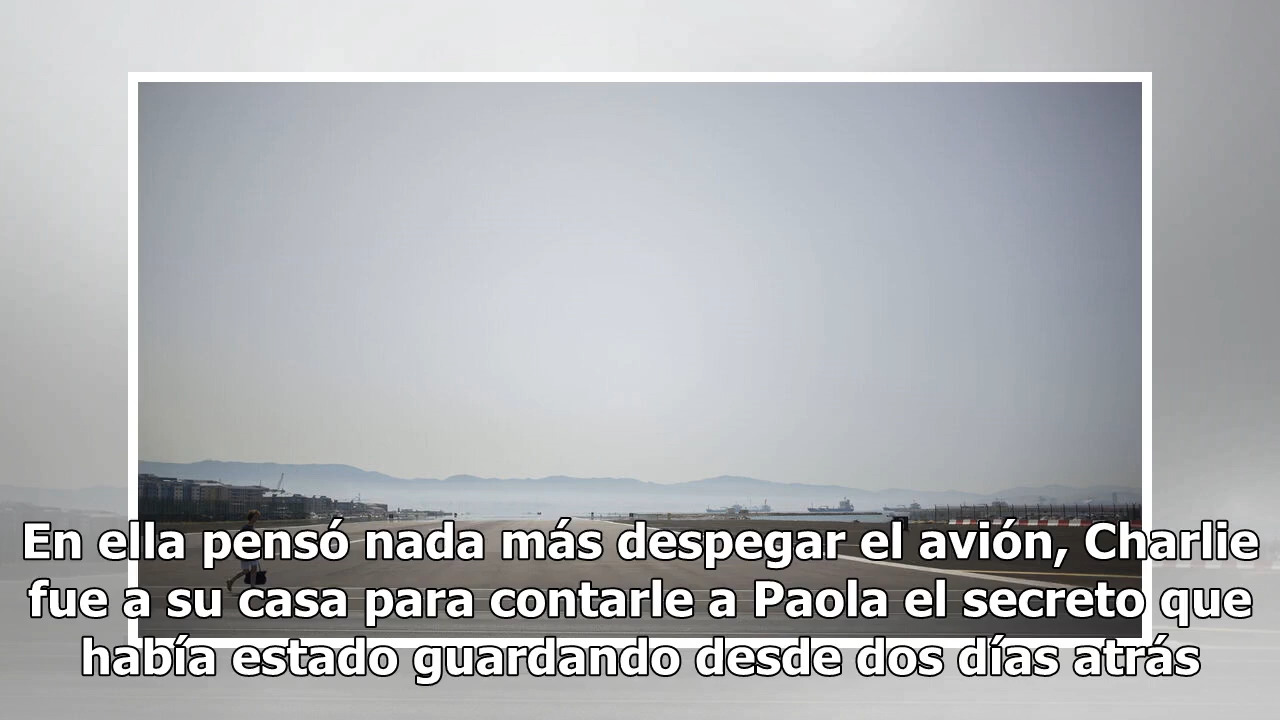 En ella pensó nada más despegar el avión, Charlie
fue a su casa para contarle a Paola el secreto que
había estado guardando desde dos días atrás